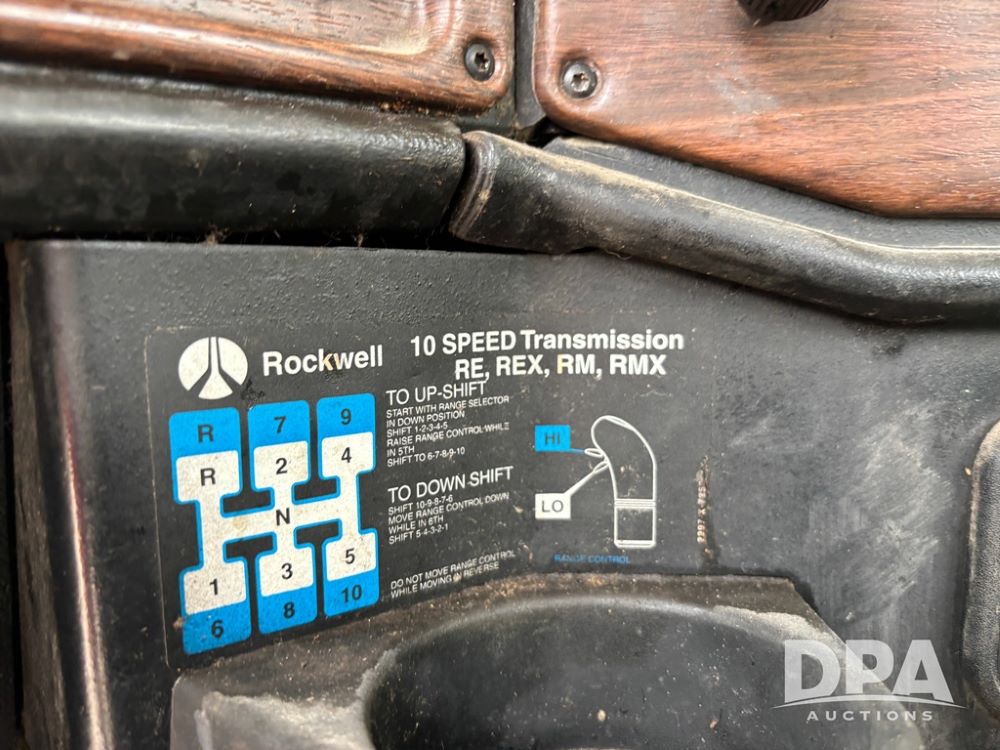 Rockwell
10 SPEED Transmission
RE, REX, RM, RMX
TO UP-SHIFT
START WITH RANGE SELECTOR
IN DOWN POSITION
SHIFT 1-2-3-4-5
RAISE RANGE CONTROL WHILE
IN 5TH
SHIFT TO 6-7-8-9-10
TO DOWN SHIFT
SHIFT 10-9-8-7-6
MOVE RANGE CONTROL DOWN
WHILE IN 6TH
SHIFT 5-4-3-2-1
DO NOT MOVE RANGE CONTROL
WHILE MOVING IN REVERSE
R 7 9
R 2 4
N
1 3 5
6 8 10
HI
LO
RANGE CONTROL
DPA
AUCTIONS